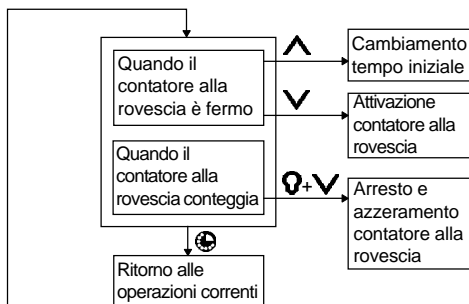 Quando il
contatore alla
rovescia è fermo
Cambiamento
tempo iniziale
Attivazione
contatore alla
rovescia
Quando il
contatore alla
rovescia conteggia
+
Arresto e
azzeramento
contatore alla
rovescia
Ritorno alle
operazioni correnti